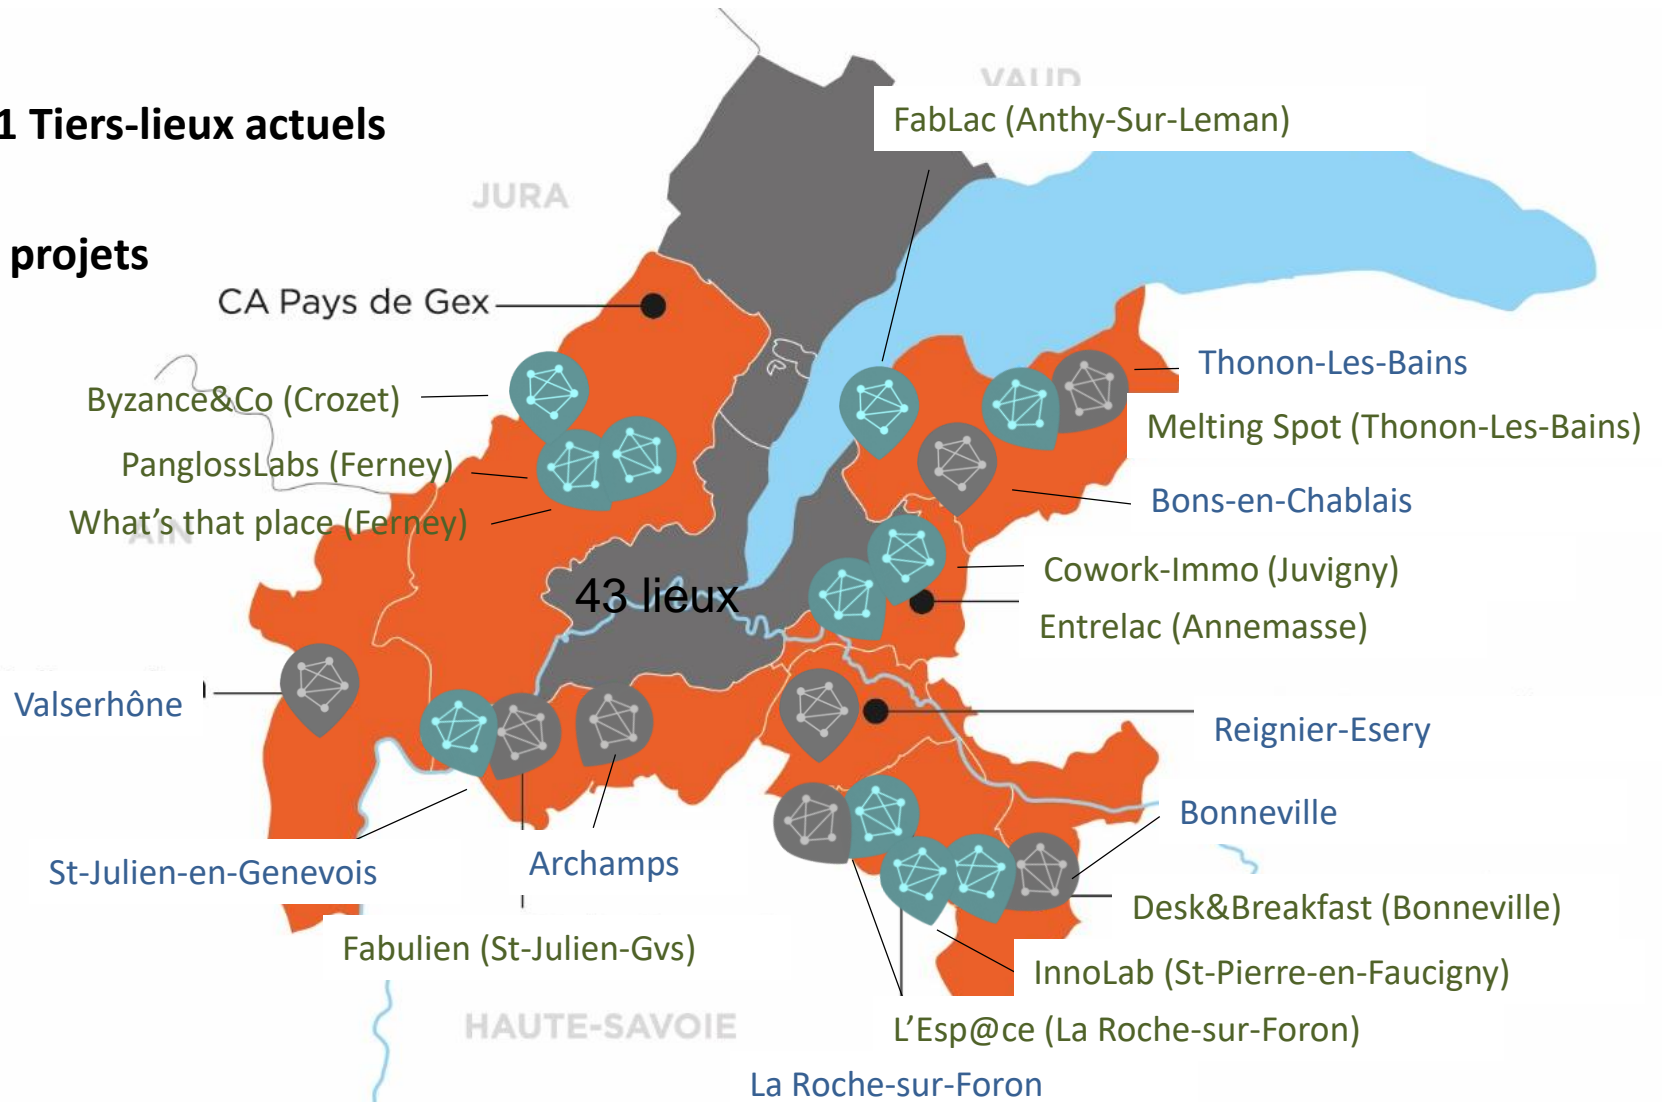 VAUD
FabLac (Anthy-Sur-Leman)
1 Tiers-lieux actuels
JURA
projets
CA Pays de Gex
Thonon-Les-Bains
Byzance&Co (Crozet)
Melting Spot (Thonon-Les-Bains)
PanglossLabs (Ferney)
Bons-en-Chablais
What's that place (Ferney)
AIN
Cowork-Immo (Juvigny)
43 lieux
Entrelac (Annemasse)
Valserhône
Reignier-Esery
Bonneville
St-Julien-en-Genevois
Archamps
Desk&Breakfast (Bonneville)
Fabulien (St-Julien-Gvs)
InnoLab (St-Pierre-en-Faucigny)
HAUTE-SAVOIE
L'Esp@ce (La Roche-sur-Foron)
La Roche-sur-Foron